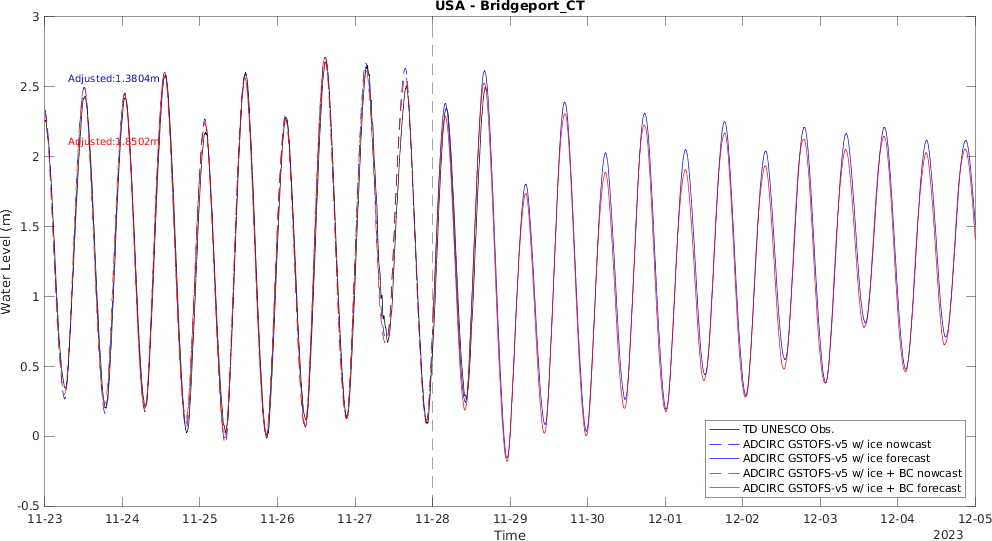 USA - Bridgeport_CT
3
2.5
2
1.5
1
0.5
0
-0.5
Water Level (m)
Adjusted:1.3804m
Adjusted:1.8502m
TD UNESCO Obs.
ADCIRC GSTOFS-v5 w/ ice nowcast
ADCIRC GSTOFS-v5 w/ ice forecast
ADCIRC GSTOFS-v5 w/ ice + BC nowcast
ADCIRC GSTOFS-v5 w/ ice + BC forecast
11-23 11-24 11-25 11-26 11-27 11-28 11-29 11-30 12-01 12-02 12-03 12-04 12-05
Time
2023